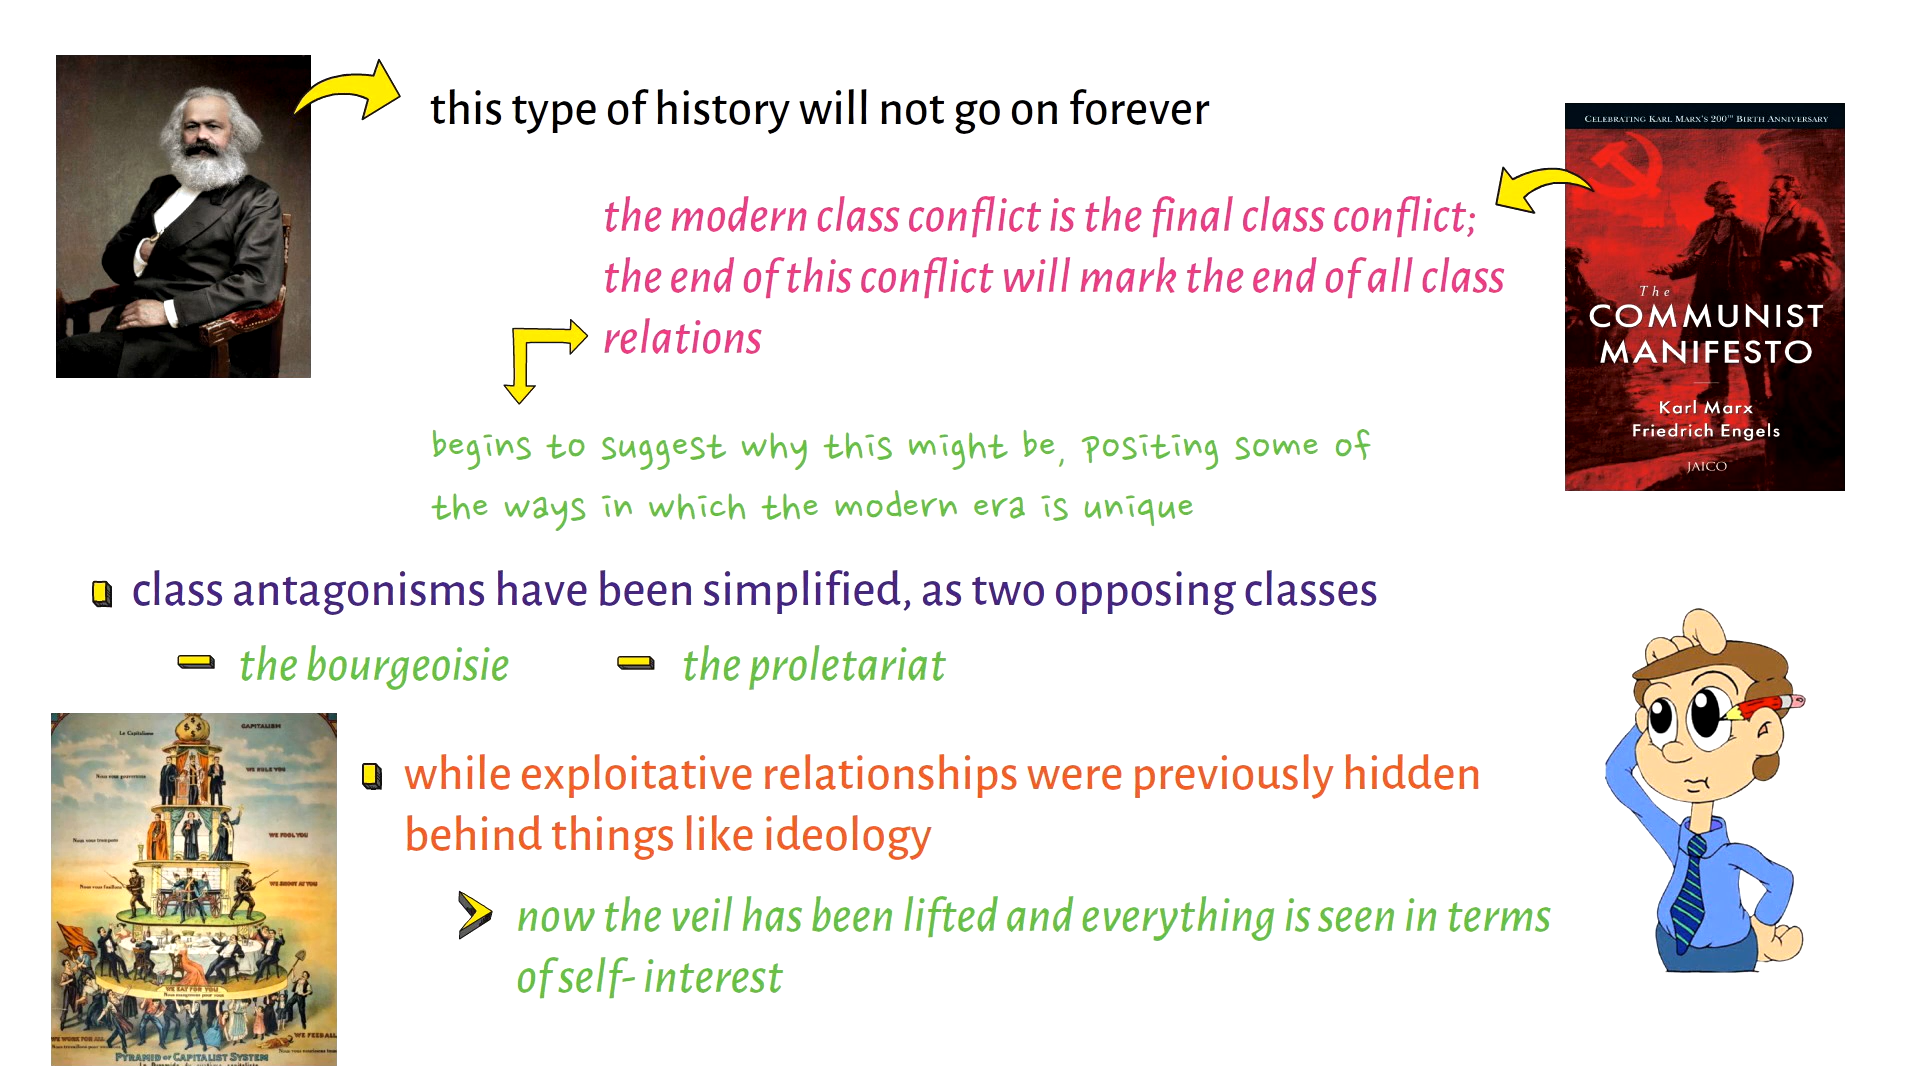 this type of history will not go on forever
CELEBRATING KARL MARX'S 200TH BIRTH ANNIVERSARY
the modern class conflict is the final class conflict;
the end of this conflict will mark the end of all class
relations
The
COMMUNIST
MANIFESTO
Karl Marx
Friedrich Engels
JAICO
begins to suggest why this might be, positing some of
the ways in which the modern era is unique
class antagonisms have been simplified, as two opposing classes
the bourgeoisie
the proletariat
CAPITALISM
Le Capitalisme
WE RULE YOU
WE FOOL YOU
WE SHOOT AT YOU
WE EAT FOR YOU
WE WORK FOR ALL
WE FEED ALL
PYRAMID OF CAPITALIST SYSTEM
while exploitative relationships were previously hidden
behind things like ideology
now the veil has been lifted and everything is seen in terms
of self- interest